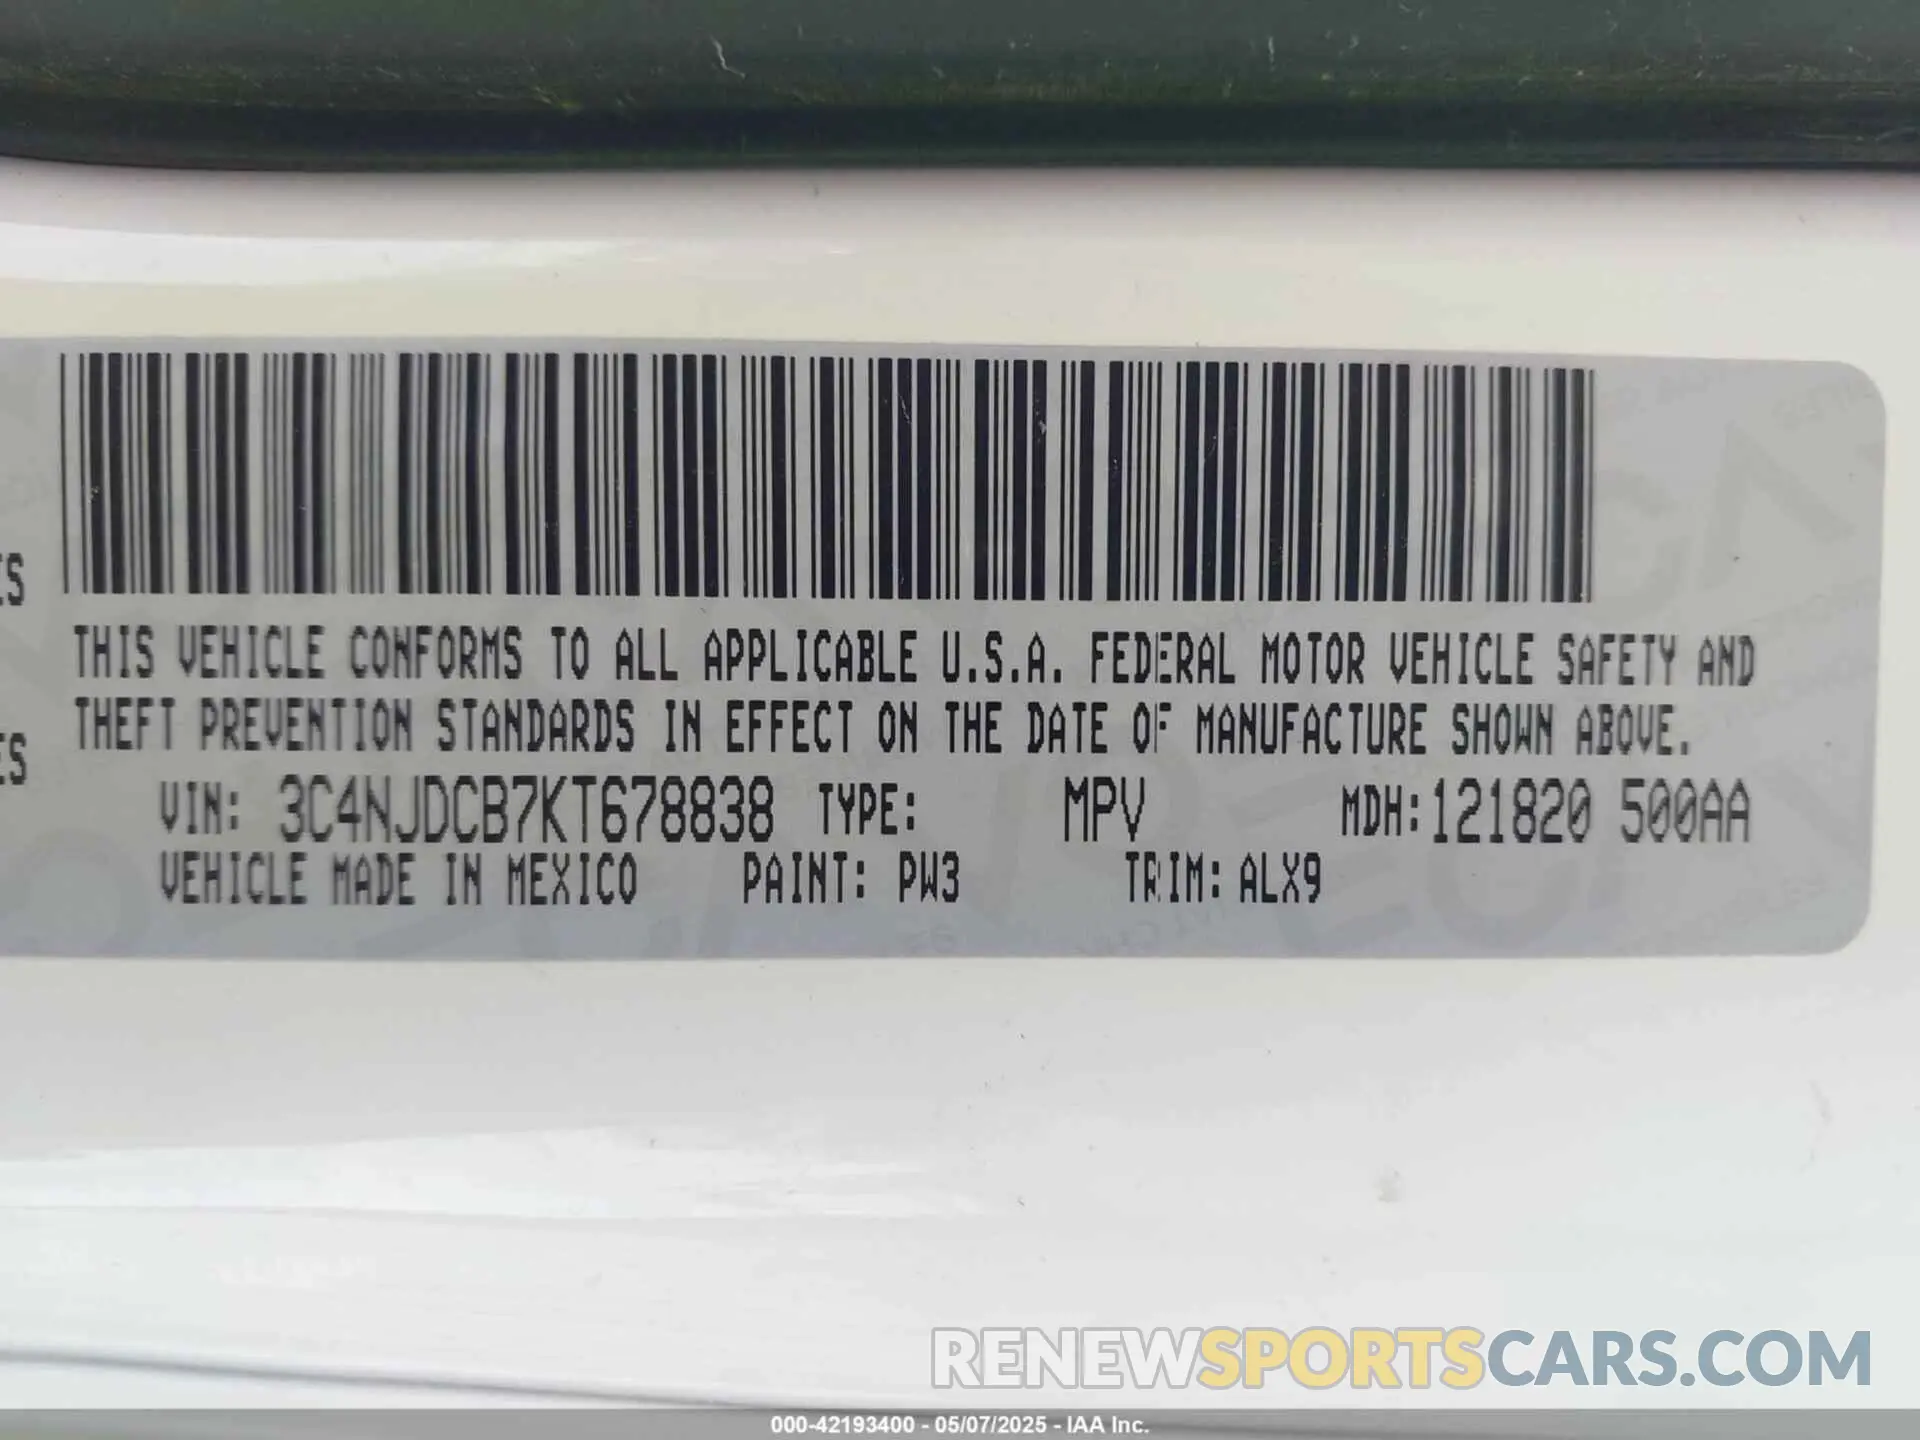 ES
ES
THIS VEHICLE CONFORMS TO ALL APPLICABLE U.S.A. FEDERAL MOTOR VEHICLE SAFETY AND
THEFT PREVENTION STANDARDS IN EFFECT ON THE DATE OF MANUFACTURE SHOWN ABOVE.
VIN: 3C4NJDCB7KT678838 TYPE: MPV MDH:121820 500AA
VEHICLE MADE IN MEXICO PAINT: PW3 TRIM: ALX9
RENEWSPORTSCARS.COM
000-42193400 - 05/07/2025 - IAA Inc.